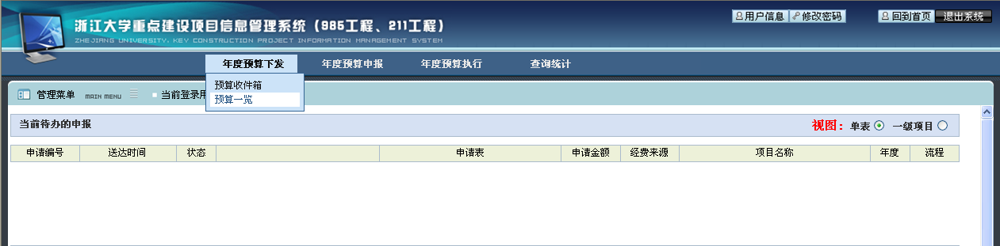 浙江大学重点建设项目信息管理系统（985工程、211工程）
ZHEJIANG UNIVERSITY, KEY CONSTRUCTION PROJECT INFORMATION MANAGEMENT SYSTEM
用户信息 修改密码 回到首页 退出系统
年度预算下发 年度预算申报 年度预算执行 查询统计
预算收件箱
预算一览
管理菜单 MAIN MENU 当前登录用
当前待办的申报 视图：单表 一级项目
申请编号 送达时间 状态 申请表 申请金额 经费来源 项目名称 年度 流程